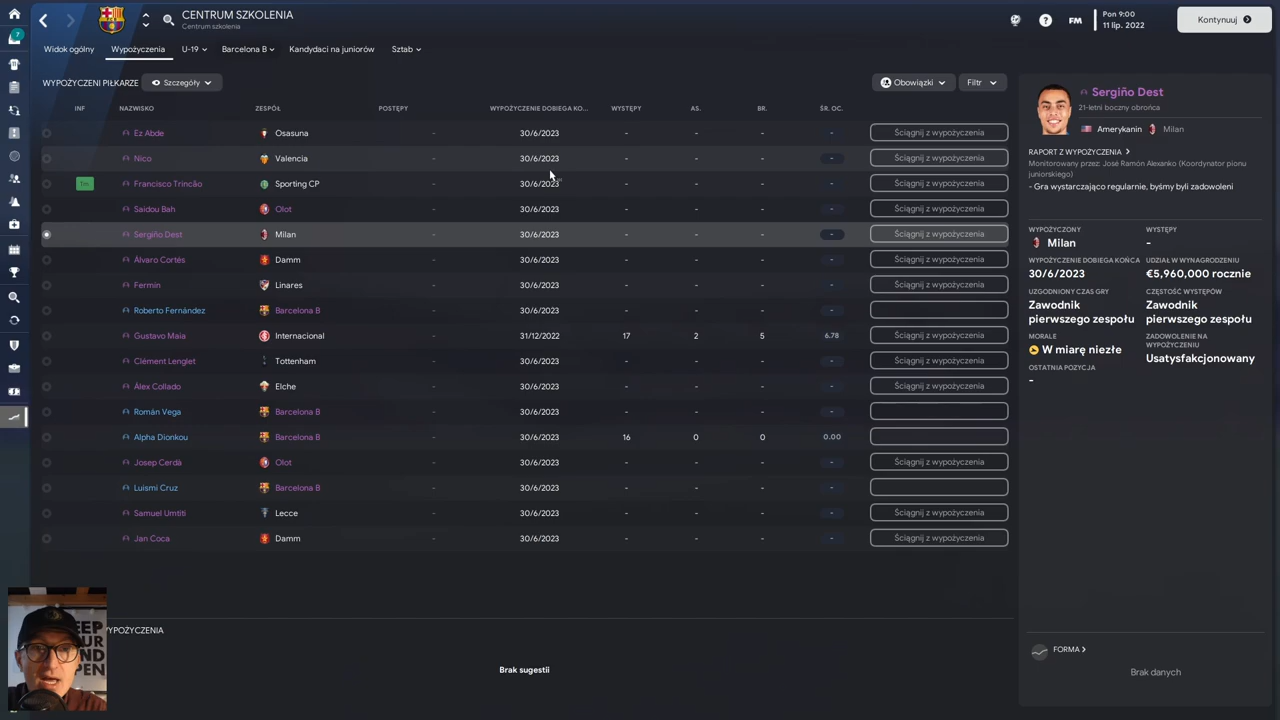 CENTRUM SZKOLENIA
Centrum szkolenia
FM
Pon 9:00
11 lip. 2022
Kontynuuj
7
Widok ogólny
Wypożyczenia
U-19
Barcelona B
Kandydaci na juniorów
Sztab
WYPOŻYCZENI PIŁKARZE
Szczegóły
Obowiązki
Filtr
INF NAZWISKO ZESPÓŁ POSTĘPY WYPOŻYCZENIE DOBIEGA KO... WYSTĘPY AS. BR. ŚR. OC.
Ez Abde Osasuna - 30/6/2023 - - - - Ściągnij z wypożyczenia
Nico Valencia - 30/6/2023 - - - - Ściągnij z wypożyczenia
1m Francisco Trincão Sporting CP - 30/6/2023 - - - - Ściągnij z wypożyczenia
Saidou Bah Olot - 30/6/2023 - - - - Ściągnij z wypożyczenia
Sergiño Dest Milan - 30/6/2023 - - - - Ściągnij z wypożyczenia
Álvaro Cortés Damm - 30/6/2023 - - - - Ściągnij z wypożyczenia
Fermín Linares - 30/6/2023 - - - - Ściągnij z wypożyczenia
Roberto Fernández Barcelona B - 30/6/2023 - - - -
Gustavo Maia Internacional - 31/12/2022 17 2 5 6.78 Ściągnij z wypożyczenia
Clément Lenglet Tottenham - 30/6/2023 - - - - Ściągnij z wypożyczenia
Álex Collado Elche - 30/6/2023 - - - - Ściągnij z wypożyczenia
Román Vega Barcelona B - 30/6/2023 - - - -
Alpha Dionkou Barcelona B - 30/6/2023 16 0 0 0.00
Josep Cerdà Olot - 30/6/2023 - - - - Ściągnij z wypożyczenia
Luismi Cruz Barcelona B - 30/6/2023 - - - -
Samuel Umtiti Lecce - 30/6/2023 - - - - Ściągnij z wypożyczenia
Jan Coca Damm - 30/6/2023 - - - - Ściągnij z wypożyczenia
WYPOŻYCZENIA
Brak sugestii
Sergiño Dest
21-letni boczny obrońca
Amerykanin Milan
RAPORT Z WYPOŻYCZENIA
Monitorowany przez: José Ramón Alexanko (Koordynator pionu
juniorskiego)
- Gra wystarczająco regularnie, byśmy byli zadowoleni
WYPOŻYCZONY
Milan
WYSTĘPY
-
WYPOŻYCZENIE DOBIEGA KOŃCA
30/6/2023
UDZIAŁ W WYNAGRODZENIU
€5,960,000 rocznie
UZGODNIONY CZAS GRY
Zawodnik
pierwszego zespołu
CZĘSTOŚĆ WYSTĘPÓW
Zawodnik
pierwszego zespołu
MORALE
W miarę niezłe
ZADOWOLENIE NA
WYPOŻYCZENIU
Usatysfakcjonowany
OSTATNIA POZYCJA
-
FORMA
Brak danych